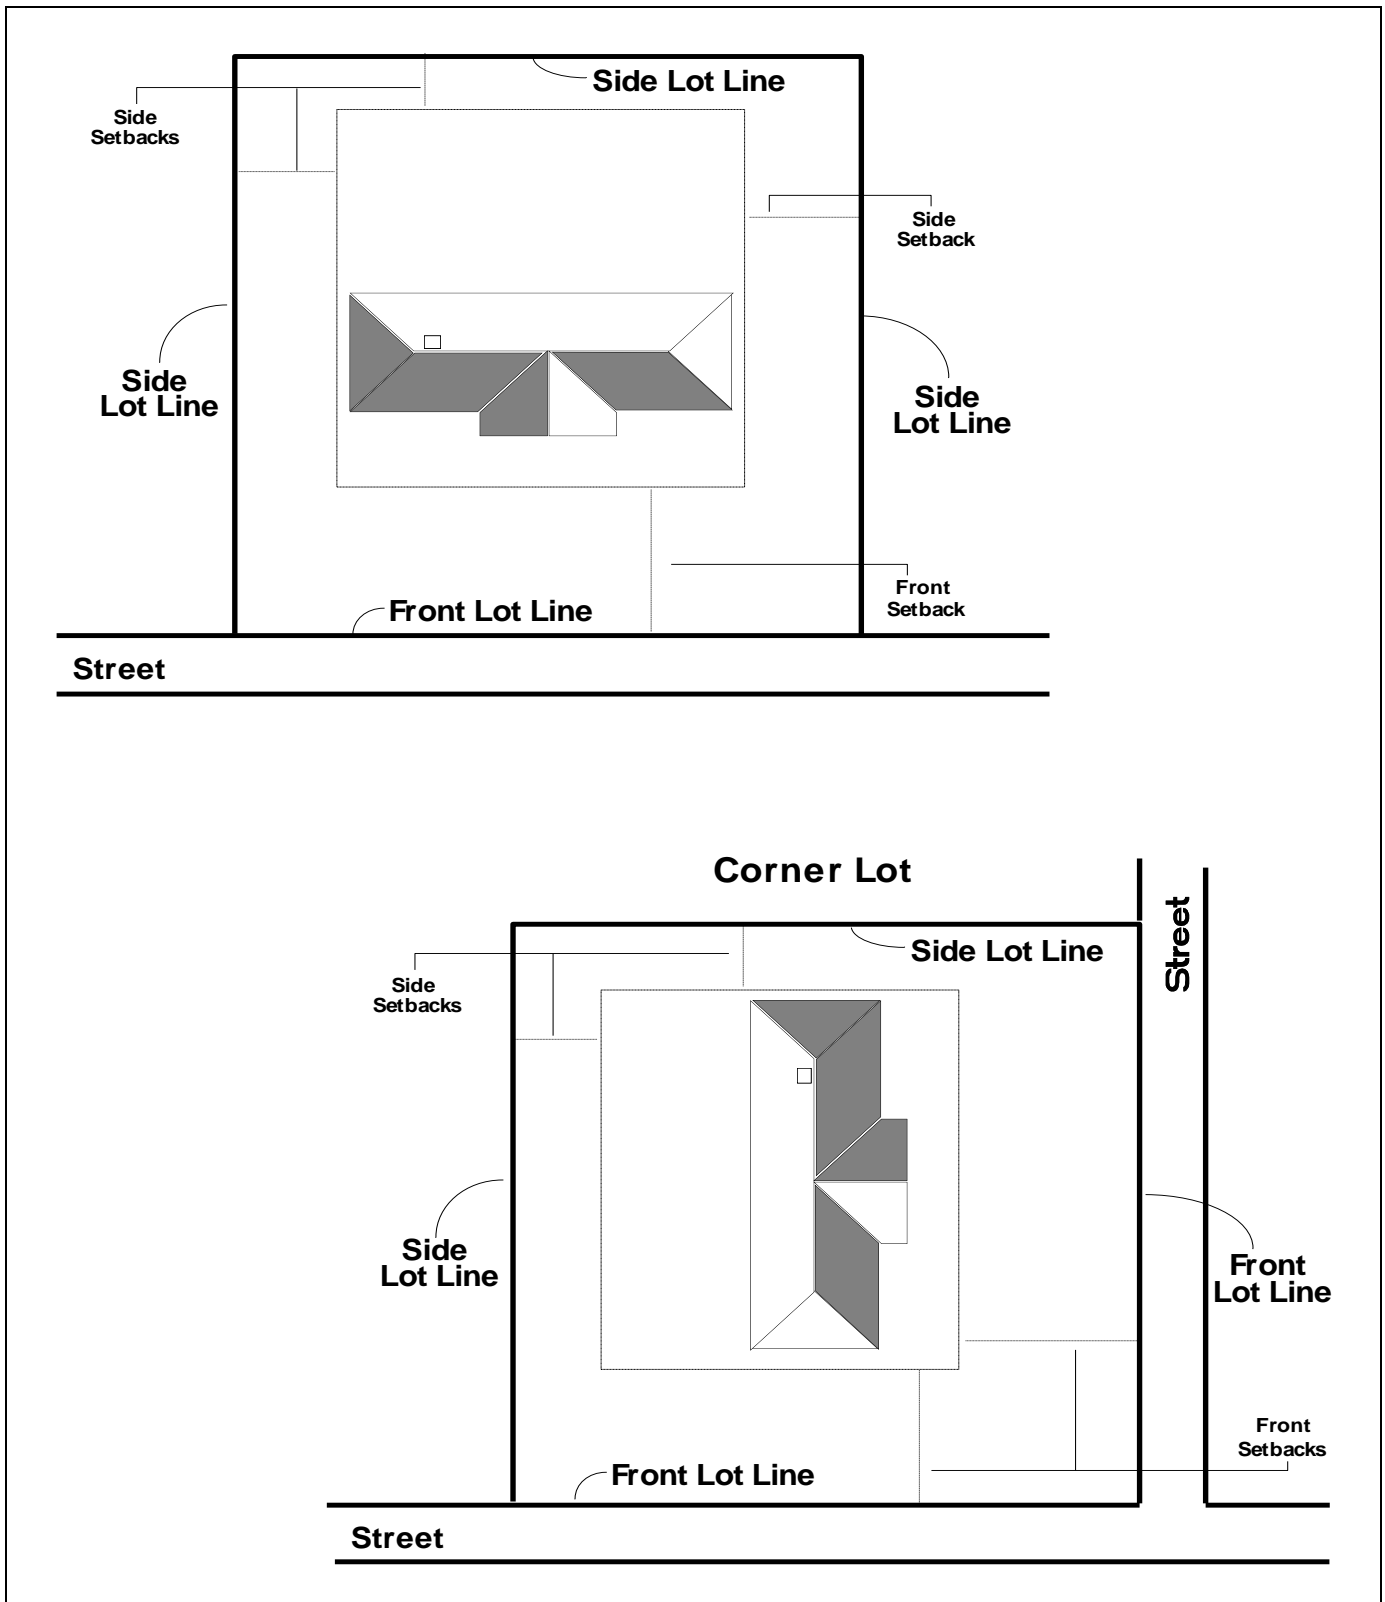 Side Lot Line
Side
Setbacks
Side
Setback
Side
Lot Line
Side
Lot Line
Front
Setback
Front Lot Line
Street
Corner Lot
Street
Side Lot Line
Side
Setbacks
Side
Lot Line
Front
Lot Line
Front
Setbacks
Front Lot Line
Street